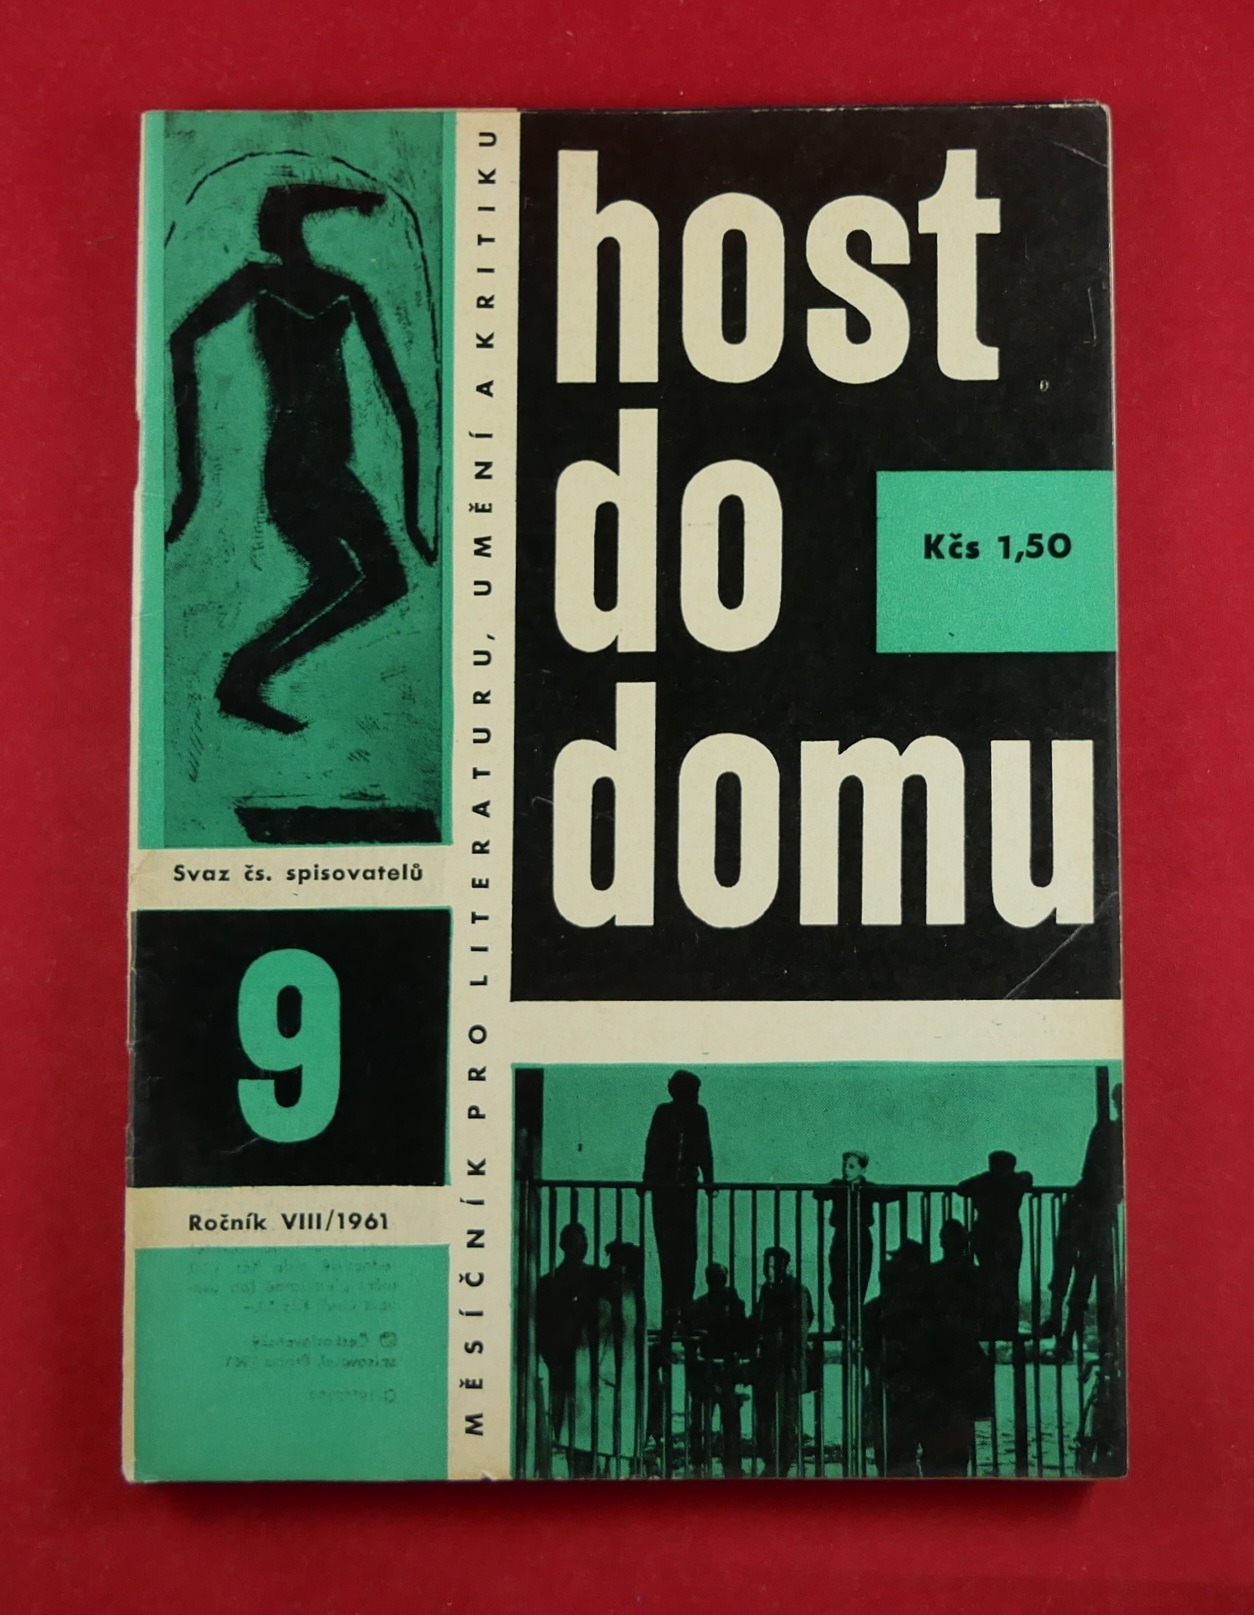 host
do
domu
Kčs 1,50
MĚSÍČNÍK PRO LITERATURU, UMĚNÍ A KRITIKU
Svaz čs. spisovatelů
9
Ročník VIII/1961